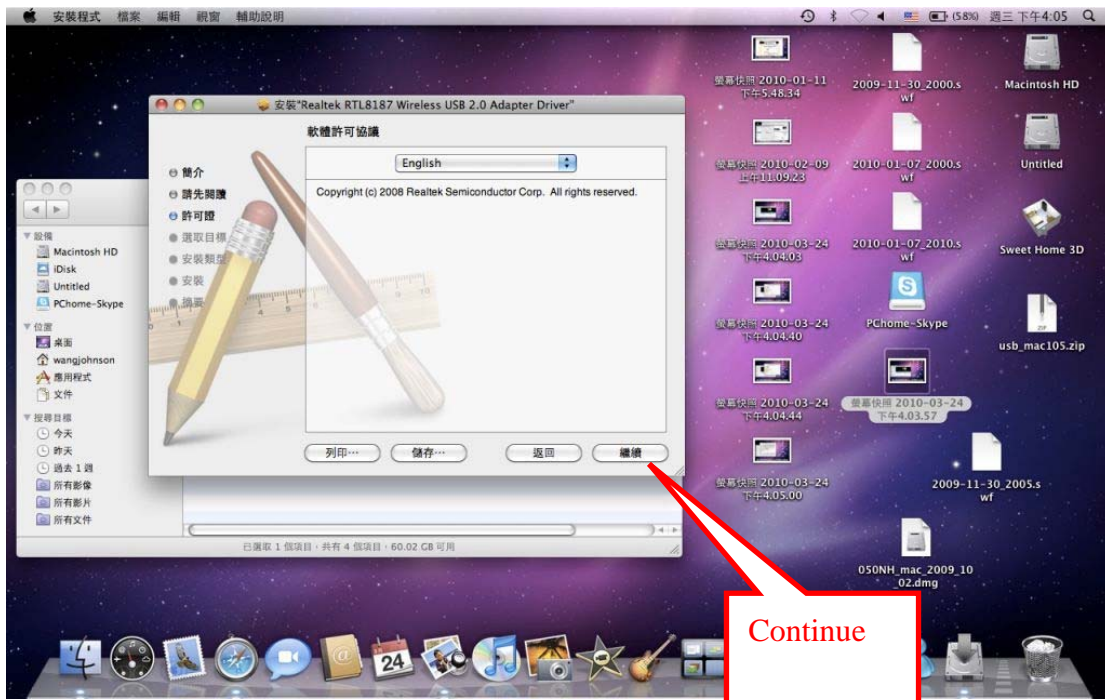 安裝程式 檔案 編輯 視窗 輔助說明
(58%) 週三下午4:05
安裝"Realtek RTL8187 Wireless USB 2.0 Adapter Driver"
軟體許可協議
English
Copyright (c) 2008 Realtek Semiconductor Corp. All rights reserved.
簡介
請先閱讀
許可證
選取目標
安裝類型
安裝
摘要
列印…
儲存…
返回
繼續
設備
Macintosh HD
iDisk
Untitled
PChome-Skype
位置
桌面
wangjohnson
應用程式
文件
搜尋目標
今天
昨天
過去 1 週
所有影像
所有影片
所有文件
已選取 1 個項目，共有 4 個項目，60.02 GB 可用
螢幕快照 2010-01-11
下午5.48.34
2009-11-30_2000.s
wf
Macintosh HD
螢幕快照 2010-02-09
上午11.09.23
2010-01-07_2000.s
wf
Untitled
螢幕快照 2010-03-24
下午4.04.03
2010-01-07_2010.s
wf
Sweet Home 3D
螢幕快照 2010-03-24
下午4.04.40
PChome-Skype
ZIP
usb_mac105.zip
螢幕快照 2010-03-24
下午4.04.44
螢幕快照 2010-03-24
下午4.03.57
螢幕快照 2010-03-24
下午4.05.00
2009-11-30_2005.s
wf
050NH_mac_2009_10
_02.dmg
Continue
24